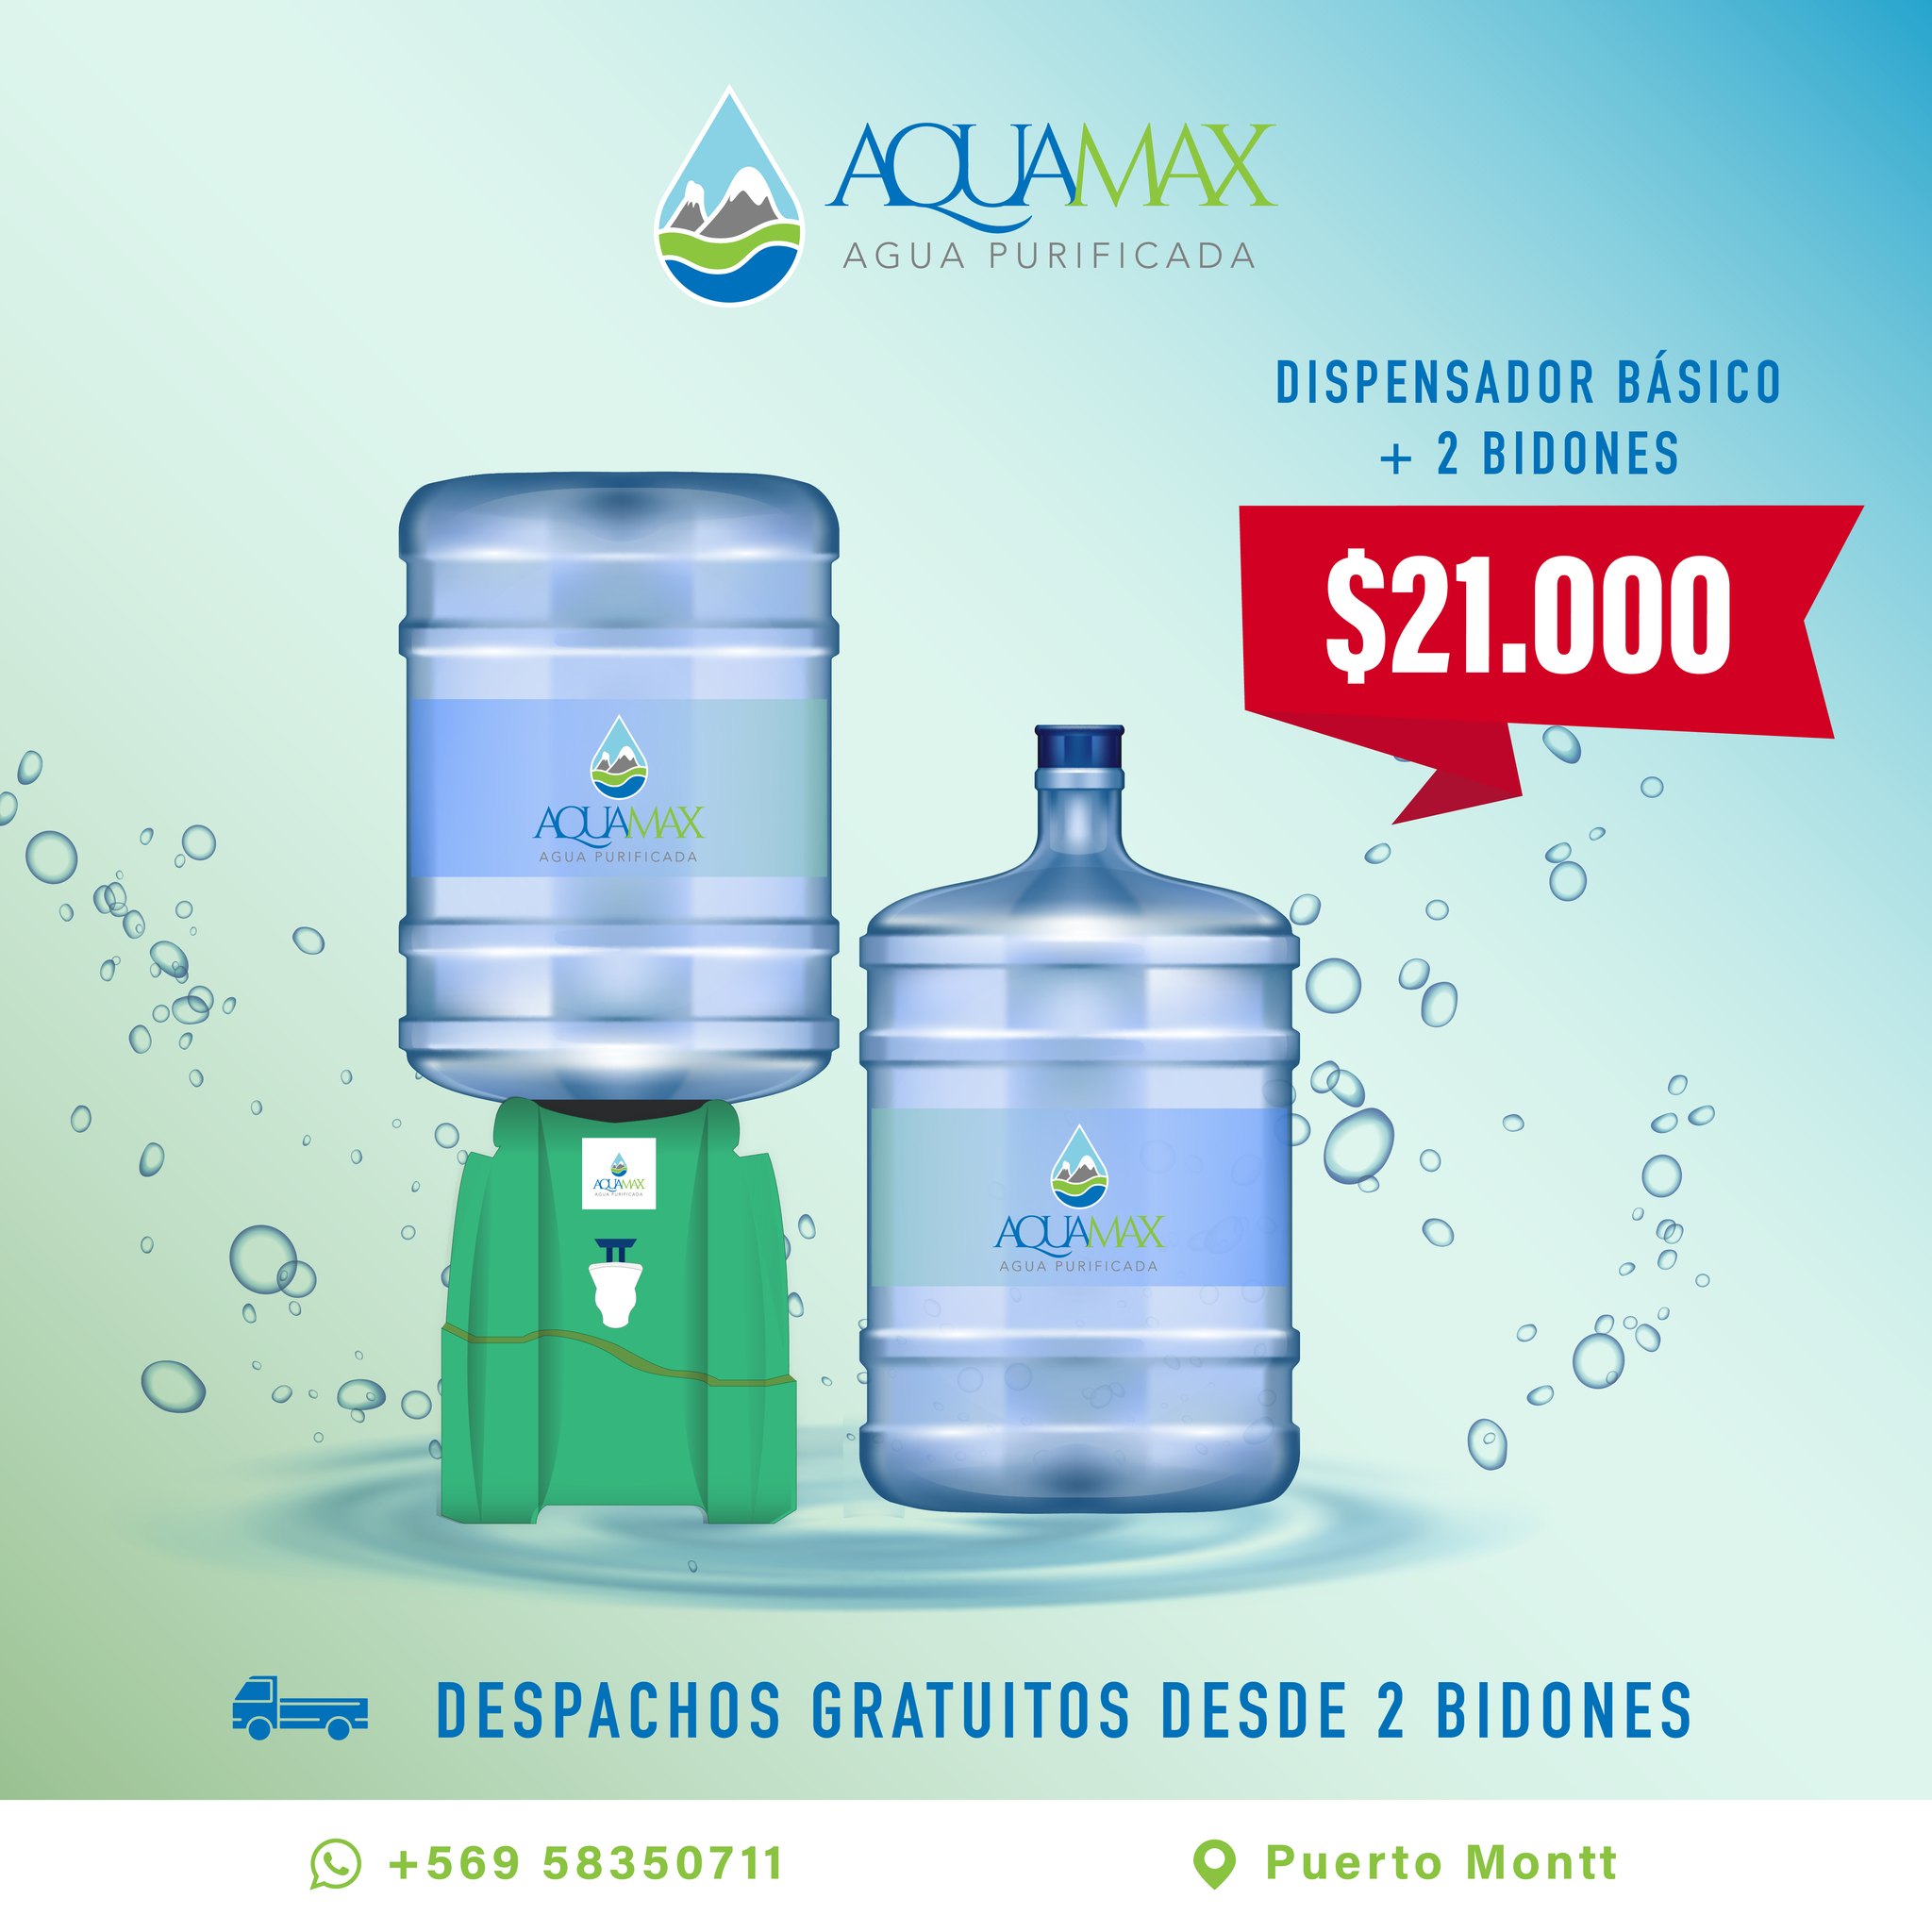 AQUAMAX
AGUA PURIFICADA
DISPENSADOR BÁSICO
+ 2 BIDONES
$21.000
AQUAMAX
AGUA PURIFICADA
AQUAMAX
AGUA PURIFICADA
AQUAMAX
AGUA PURIFICADA
DESPACHOS GRATUITOS DESDE 2 BIDONES
+569 58350711
Puerto Montt